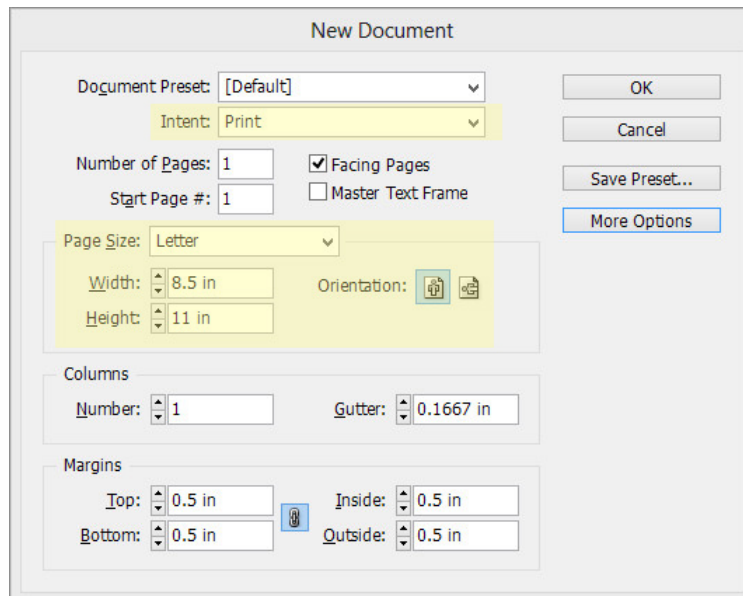 New Document
Document Preset: [Default]
OK
Intent: Print
Cancel
Number of Pages: 1
Facing Pages
Save Preset...
Start Page #: 1
Master Text Frame
More Options
Page Size: Letter
Width: 8.5 in
Orientation:
Height: 11 in
Columns
Number: 1
Gutter: 0.1667 in
Margins
Top: 0.5 in
Inside: 0.5 in
Bottom: 0.5 in
Outside: 0.5 in